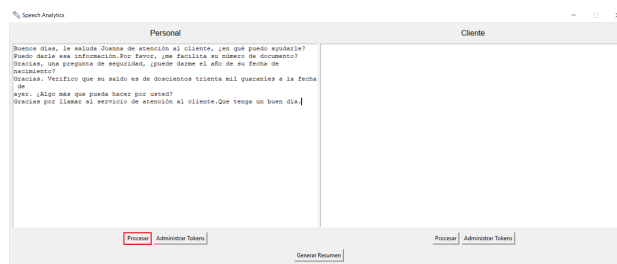 Speech Analytics
Personal
Cliente
Buenos días, le saluda Joanna de atención al cliente, ¿en qué puedo ayudarle?
Puedo darle esa información.Por favor, ¿me facilita su número de documento?
Gracias, una pregunta de seguridad, ¿puede darme el año de su fecha de
nacimiento?
Gracias. Verifico que su saldo es de doscientos treinta mil guaraníes a la fecha
de
ayer. ¿Algo más que pueda hacer por usted?
Gracias por llamar al servicio de atención al cliente.Que tenga un buen día.
Procesar
Administrar Tokens
Procesar
Administrar Tokens
Generar Resumen